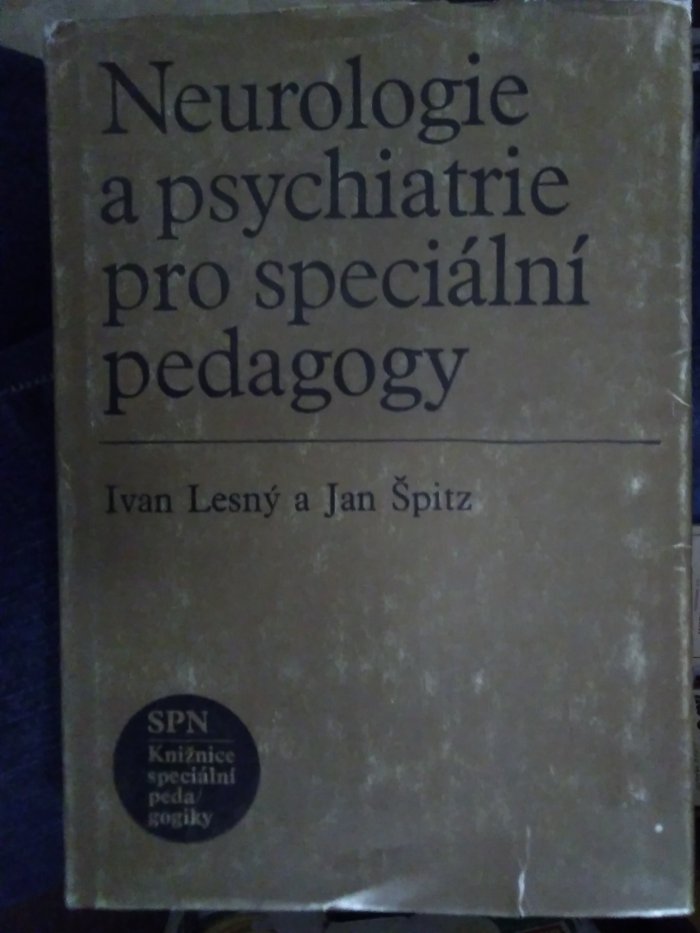 Neurologie
a psychiatrie
pro speciální
pedagogy
Ivan Lesný a Jan Špitz
SPN
Knižnice
speciální
peda/
gogiky